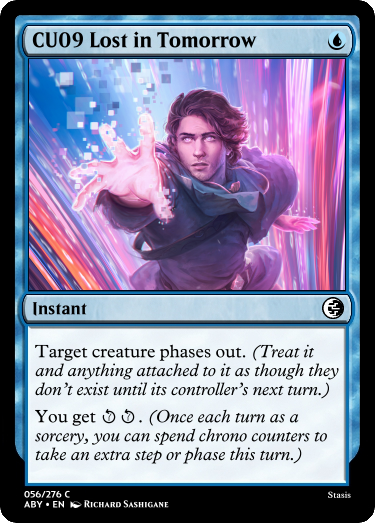 CU09 Lost in Tomorrow
Instant
Target creature phases out. (Treat it
and anything attached to it as though they
don't exist until its controller's next turn.)
You get. (Once each turn as a
sorcery, you can spend chrono counters to
take an extra step or phase this turn.)
056/276 C
Stasis
ABY • EN Richard Sashigane